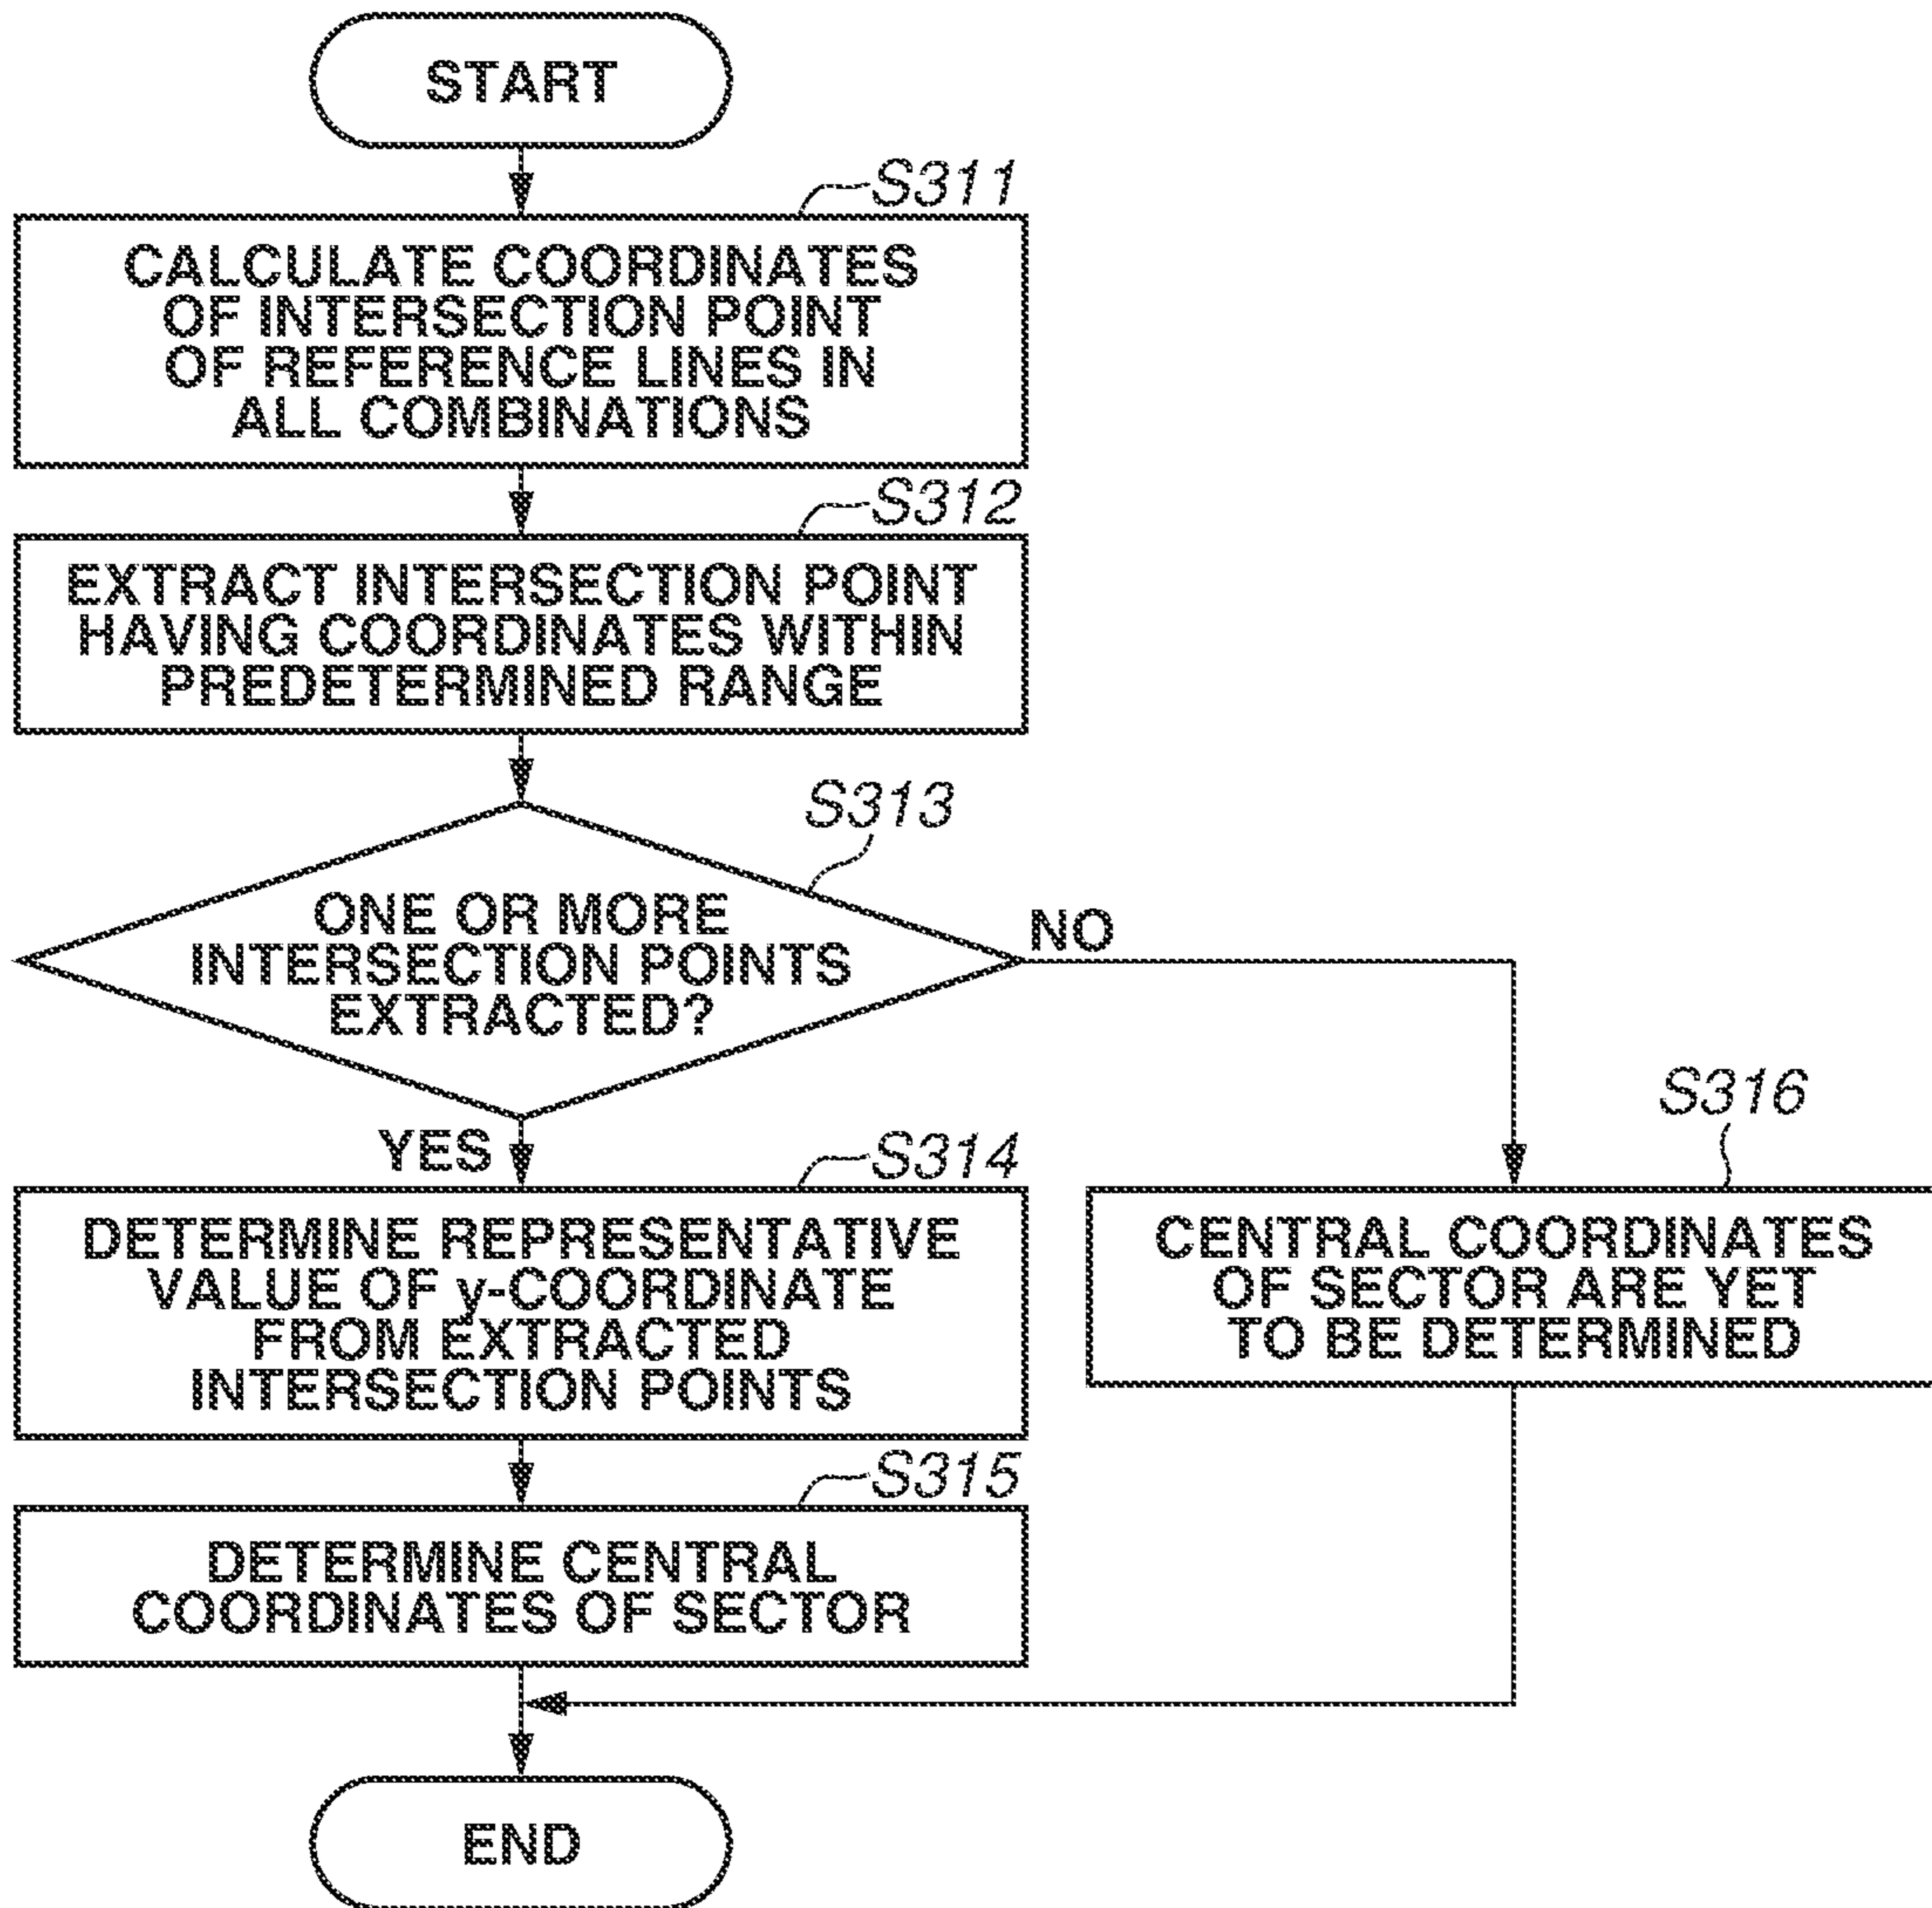 START
S311
CALCULATE COORDINATES
OF INTERSECTION POINT
OF REFERENCE LINES IN
ALL COMBINATIONS
S312
EXTRACT INTERSECTION POINT
HAVING COORDINATES WITHIN
PREDETERMINED RANGE
S313
ONE OR MORE
INTERSECTION POINTS
EXTRACTED?
NO
YES
S314
DETERMINE REPRESENTATIVE
VALUE OF y-COORDINATE
FROM EXTRACTED
INTERSECTION POINTS
S316
CENTRAL COORDINATES
OF SECTOR ARE YET
TO BE DETERMINED
S315
DETERMINE CENTRAL
COORDINATES OF SECTOR
END